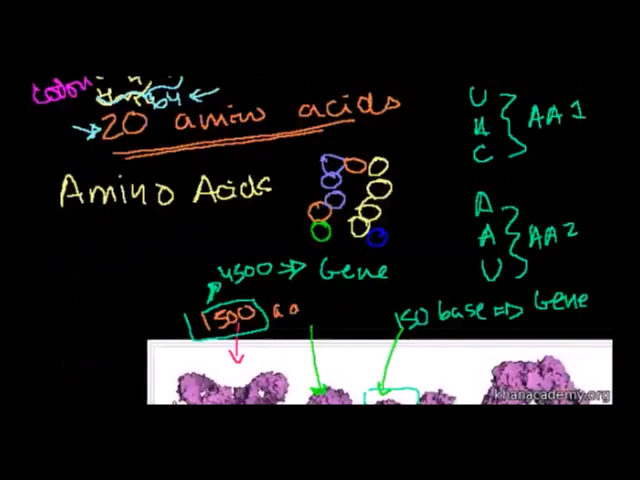 codon
64
20 amino acids
Amino Acids
U
A
C
AA 1
A
A
U
AA 2
4500 => Gene
1500 aa
150 base => Gene
khanacademy.org